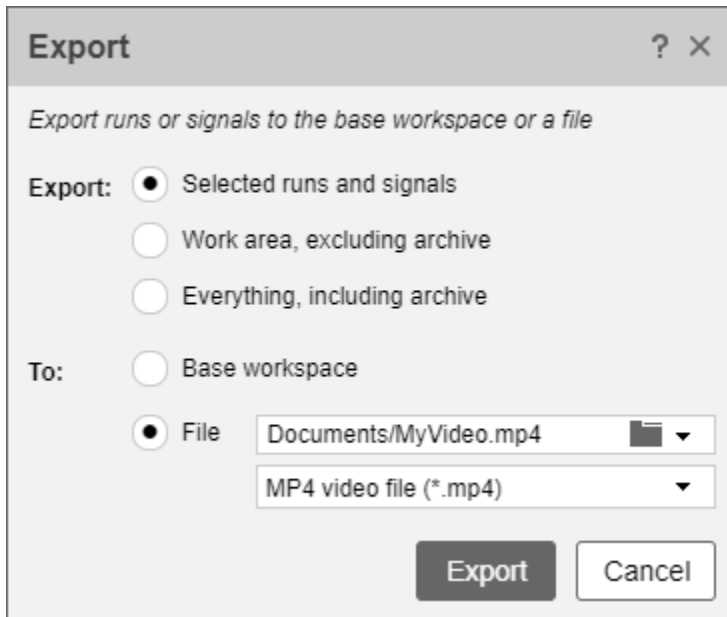 Export ? ×
Export runs or signals to the base workspace or a file
Export: Selected runs and signals
Work area, excluding archive
Everything, including archive
To: Base workspace
File Documents/MyVideo.mp4
MP4 video file (*.mp4)
Export Cancel